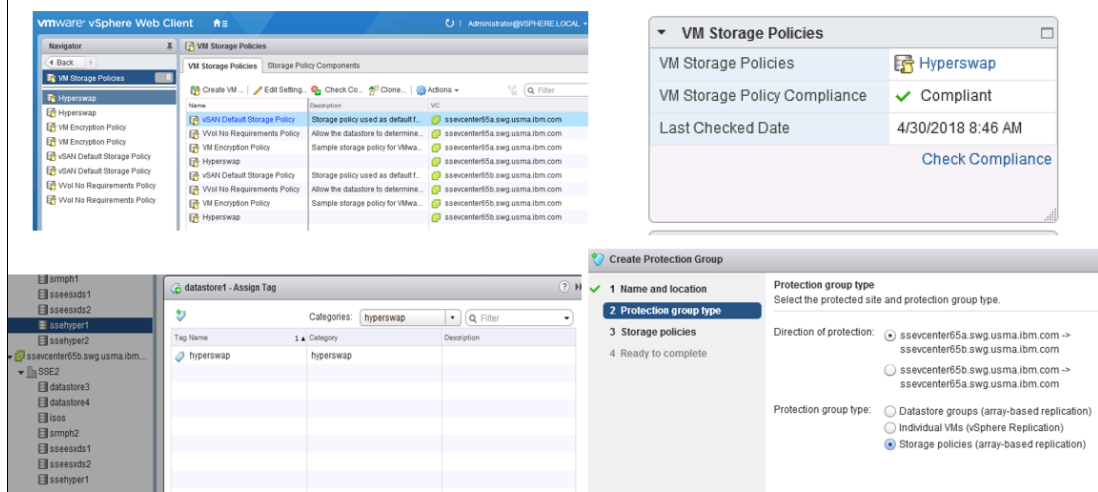 vmware® vSphere Web Client
Administrator@VSPHERE.LOCAL
Navigator
Back
VM Storage Policies
8
Hyperswap
Hyperswap
VM Encryption Policy
VM Encryption Policy
vSAN Default Storage Policy
vSAN Default Storage Policy
VVol No Requirements Policy
VVol No Requirements Policy
VM Storage Policies
VM Storage Policies Storage Policy Components
Create VM ... Edit Setting... Check Co... Clone... Actions Filter
Name Description VC
vSAN Default Storage Policy Storage policy used as default f... ssevcenter65a.swg.usma.ibm.com
VVol No Requirements Policy Allow the datastore to determine... ssevcenter65a.swg.usma.ibm.com
VM Encryption Policy Sample storage policy for VMwa... ssevcenter65a.swg.usma.ibm.com
Hyperswap ssevcenter65a.swg.usma.ibm.com
vSAN Default Storage Policy Storage policy used as default f... ssevcenter65b.swg.usma.ibm.com
VVol No Requirements Policy Allow the datastore to determine... ssevcenter65b.swg.usma.ibm.com
VM Encryption Policy Sample storage policy for VMwa... ssevcenter65b.swg.usma.ibm.com
Hyperswap ssevcenter65b.swg.usma.ibm.com
VM Storage Policies
VM Storage Policies Hyperswap
VM Storage Policy Compliance Compliant
Last Checked Date 4/30/2018 8:46 AM
Check Compliance
srmph1
sseesxds1
sseesxds2
ssehyper1
ssehyper2
ssevcenter65b.swg.usma.ibm....
SSE2
datastore3
datastore4
isos
srmph2
sseesxds1
sseesxds2
ssehyper1
datastore1 - Assign Tag
Categories: hyperswap Filter
Tag Name 1 Category Description
hyperswap hyperswap
Create Protection Group
1 Name and location
2 Protection group type
3 Storage policies
4 Ready to complete
Protection group type
Select the protected site and protection group type.
Direction of protection: ssevcenter65a.swg.usma.ibm.com ->
ssevcenter65b.swg.usma.ibm.com
ssevcenter65b.swg.usma.ibm.com ->
ssevcenter65a.swg.usma.ibm.com
Protection group type: Datastore groups (array-based replication)
Individual VMs (vSphere Replication)
Storage policies (array-based replication)